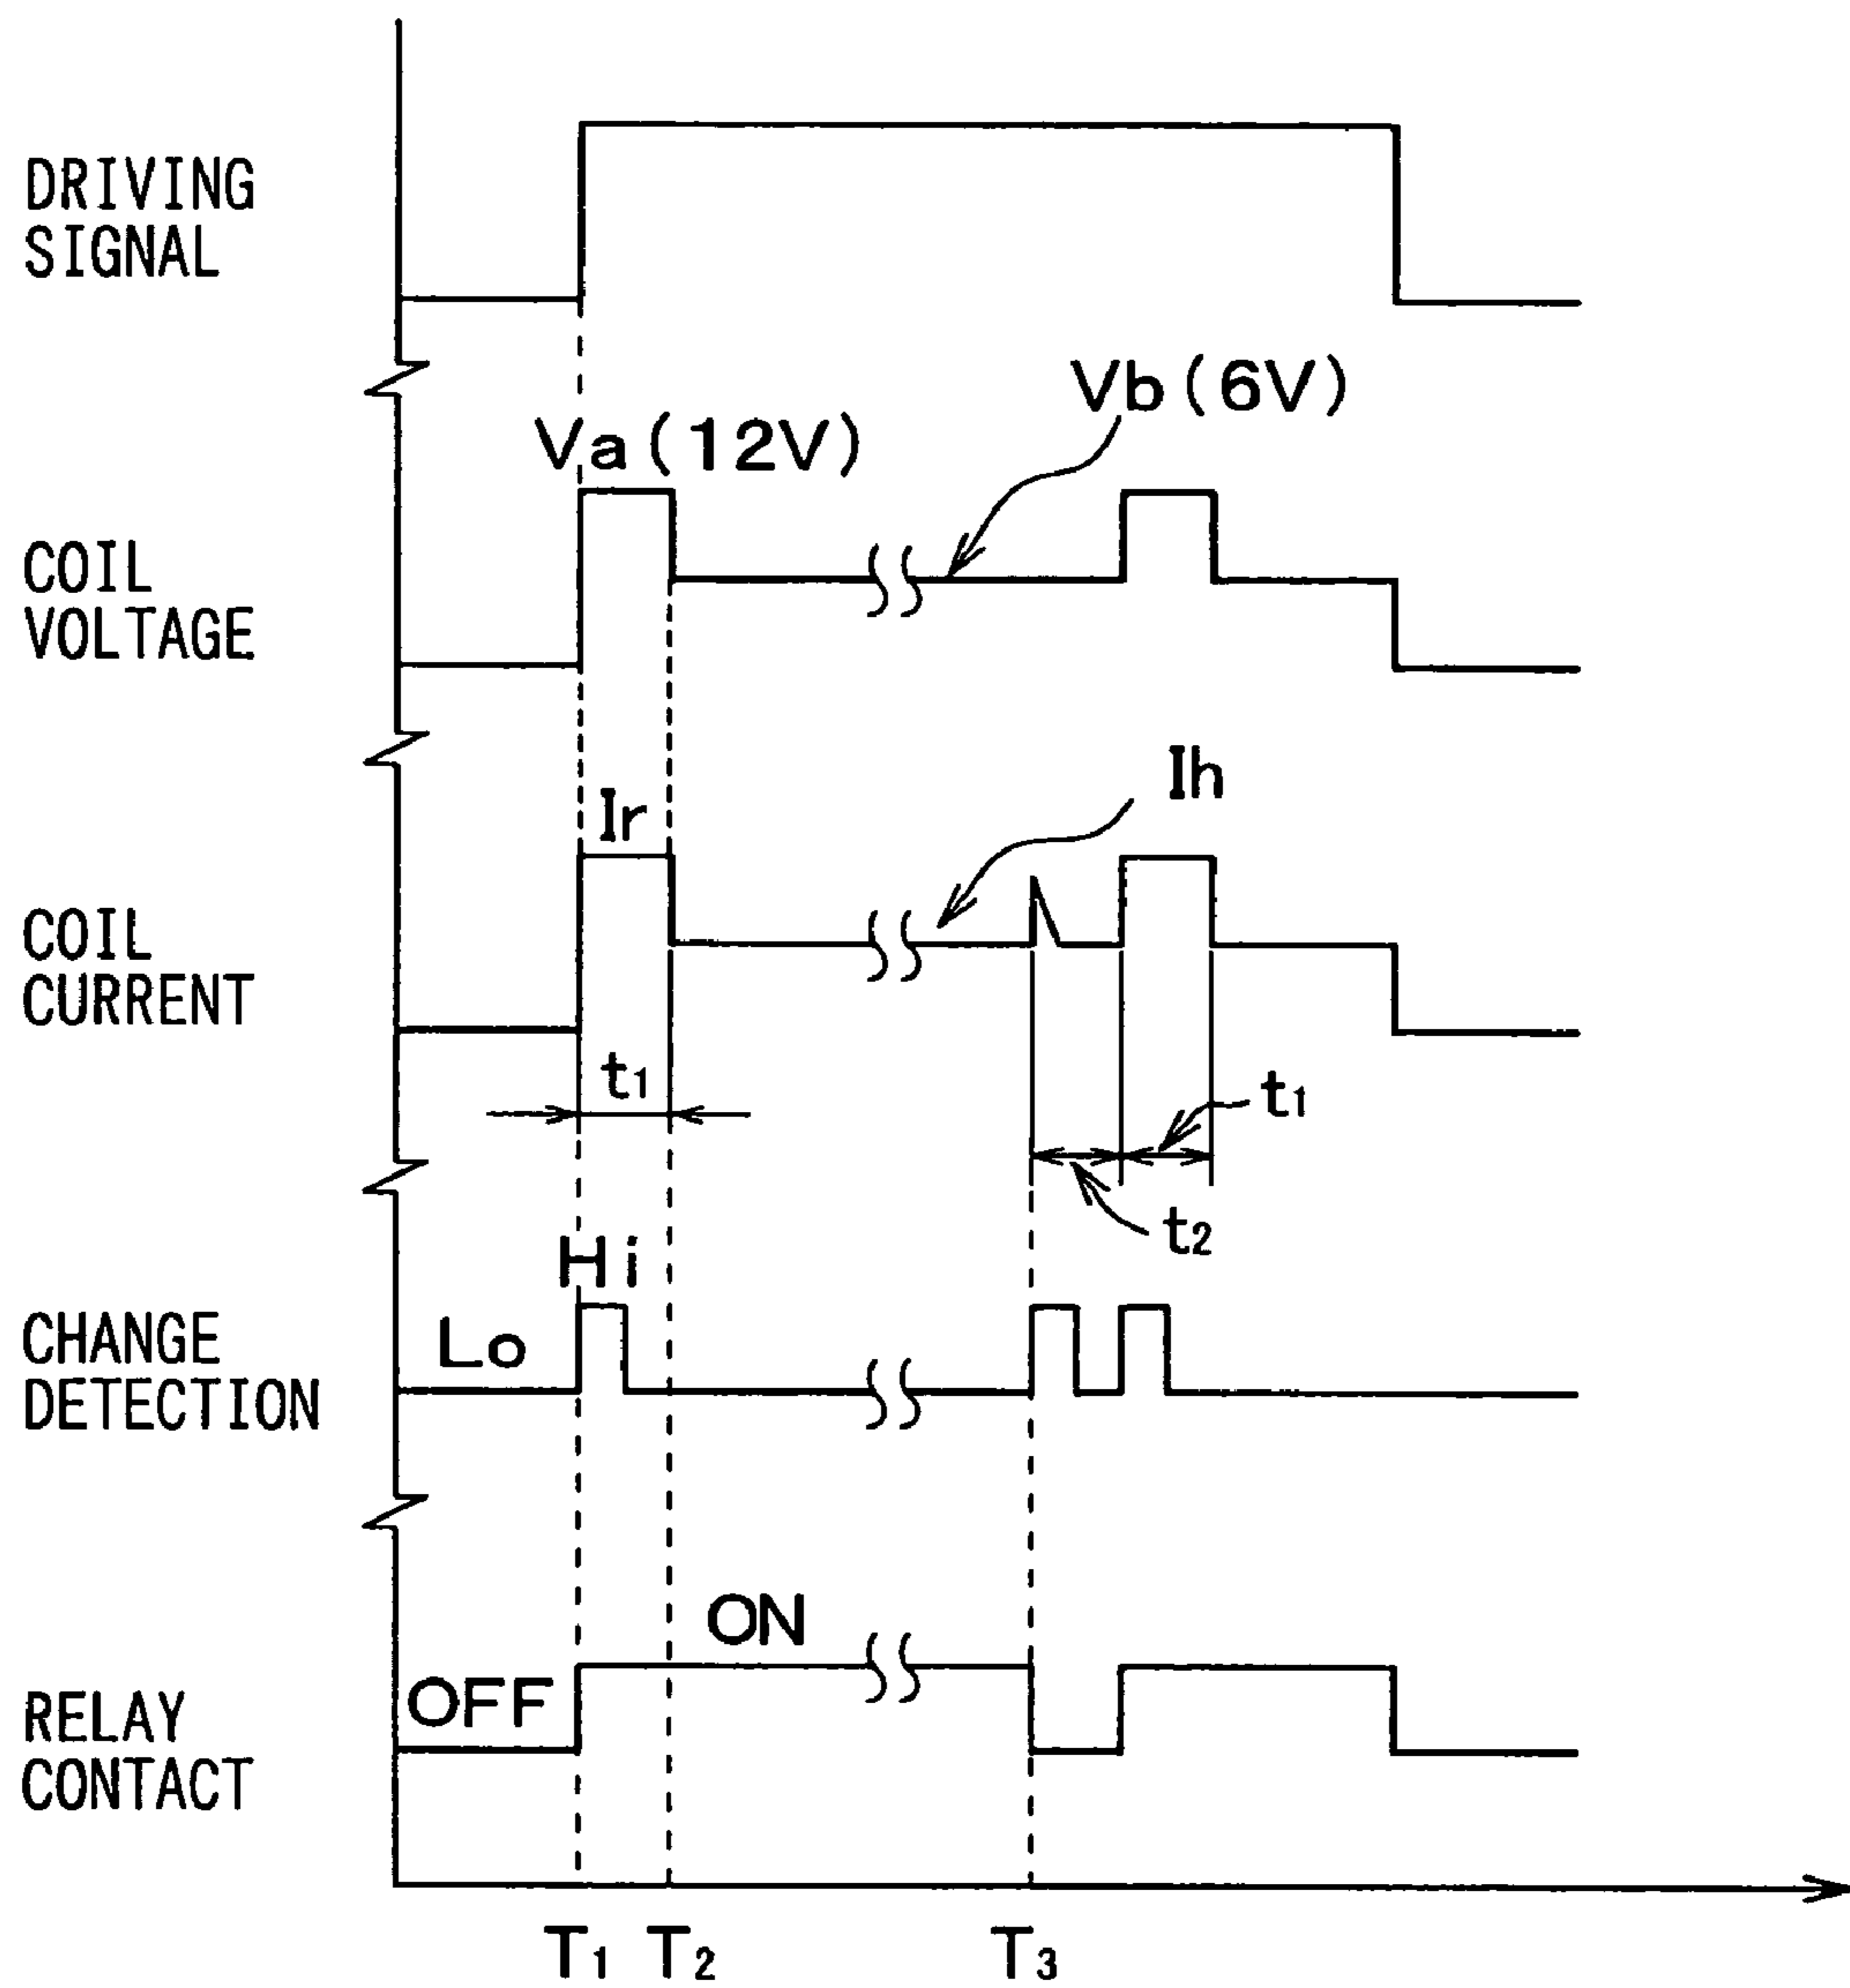 DRIVING
SIGNAL
Vb(6V)
Va(12V)
COIL
VOLTAGE
Ih
Ir
COIL
CURRENT
t1
t1
t2
Hi
Lo
CHANGE
DETECTION
ON
OFF
RELAY
CONTACT
T1 T2 T3